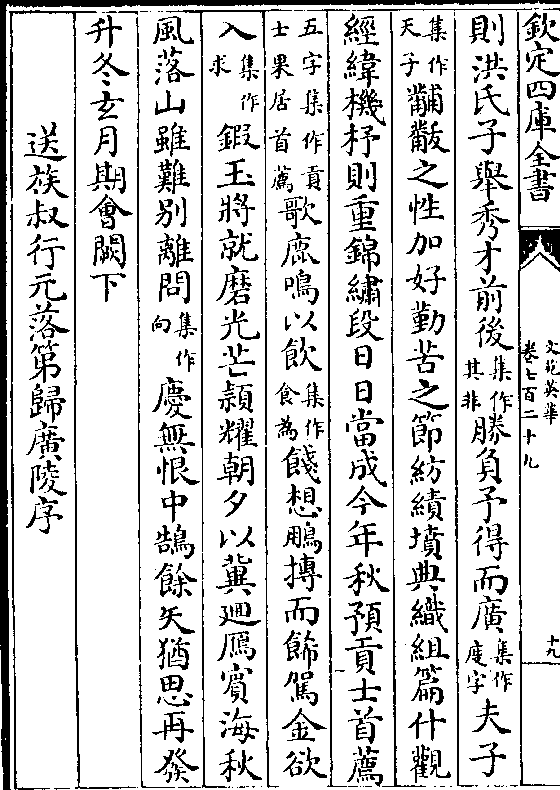 欽定四庫全書
文苑英華
卷七百二十九
十九
則洪氏子舉秀才前後集作其非勝負予得而廣集作度字夫子
集作天子黼黻之性加好勤苦之節紡績墳典織組篇什觀
經緯機杼則重錦繡段日日當成今年秋預貢士首薦
五字集作貢士果居首薦歌鹿鳴以飲集作食為餞想鵬摶而飾駕金欲
入集作求鍜玉將就磨光芒頴耀朝夕以冀廻鴈賓海秋
風落山雖難別離問集作向慶無恨中鵠餘矢猶思再發
升冬玄月期會闕下
送族叔行元落第歸廣陵序